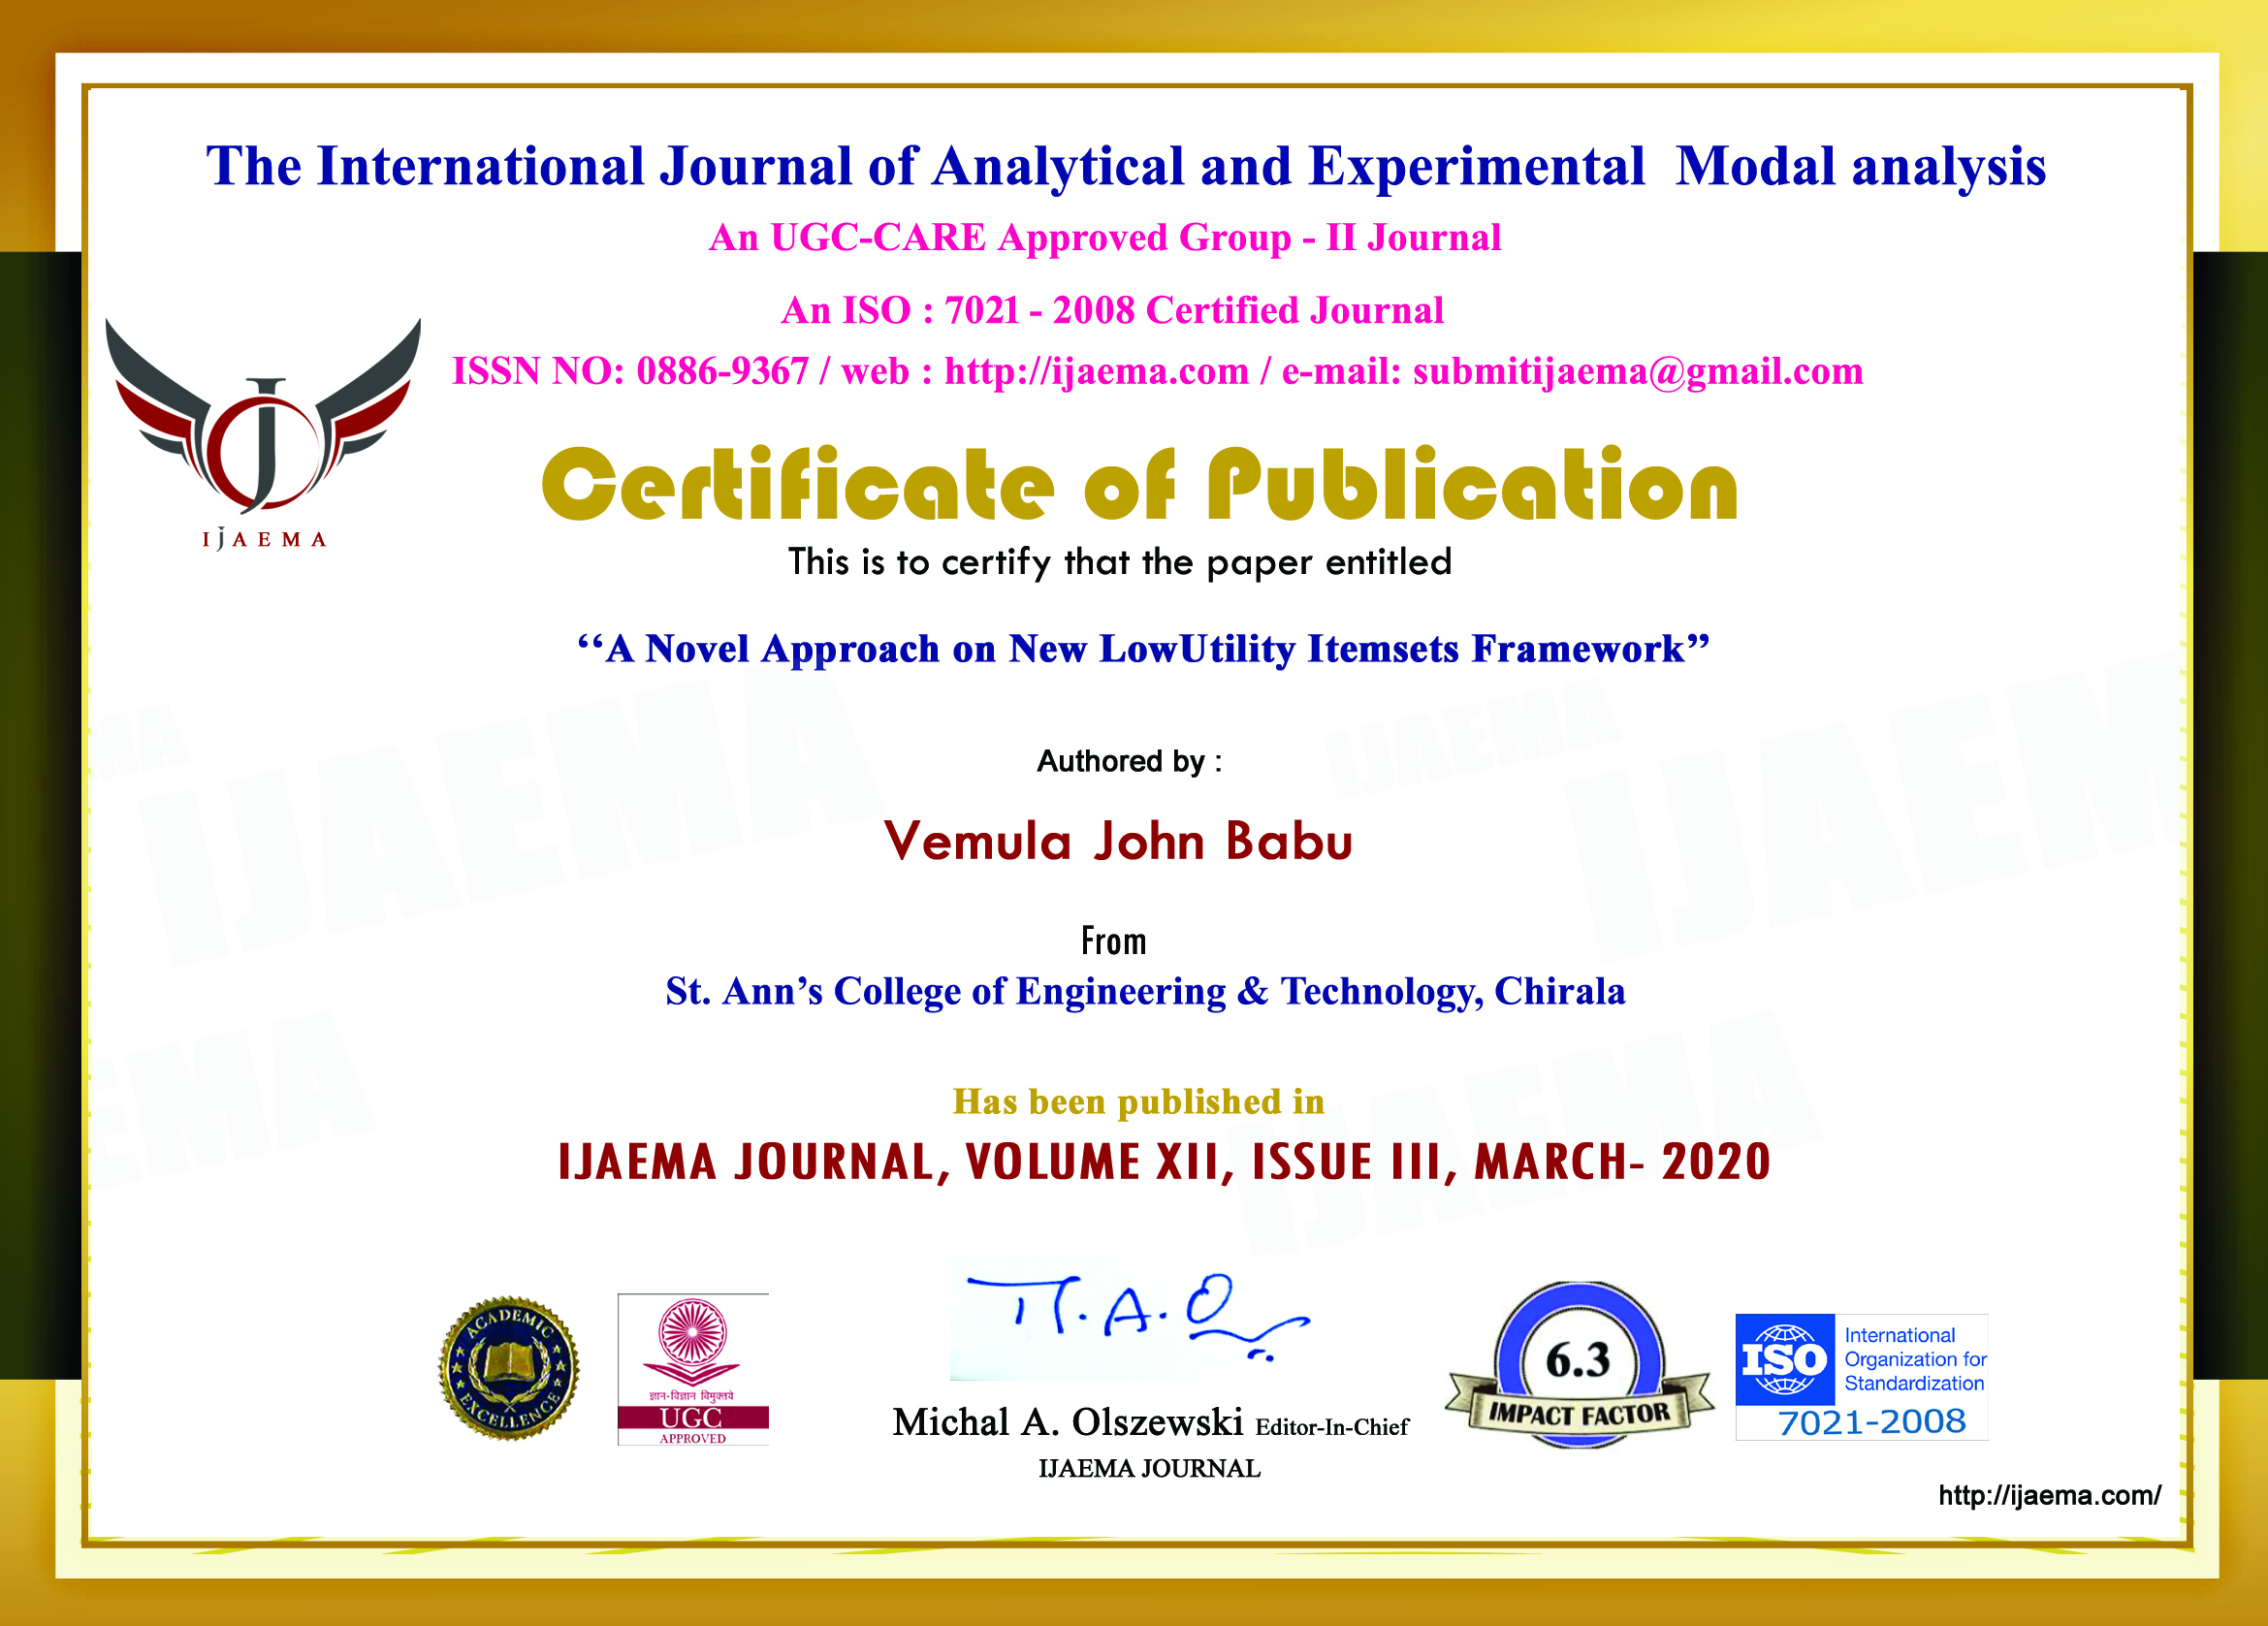 The International Journal of Analytical and Experimental Modal analysis
An UGC-CARE Approved Group - II Journal
An ISO : 7021 - 2008 Certified Journal
ISSN NO: 0886-9367 / web : http://ijaema.com / e-mail: submitijaema@gmail.com
IJAEMA
Certificate of Publication
This is to certify that the paper entitled
‘‘A Novel Approach on New LowUtility Itemsets Framework’’
Authored by :
Vemula John Babu
From
St. Ann’s College of Engineering & Technology, Chirala
Has been published in
IJAEMA JOURNAL, VOLUME XII, ISSUE III, MARCH- 2020
ACADEMIC
EXCELLENCE
ज्ञान-विज्ञान विमुक्तये
UGC
APPROVED
M.A.O
Michal A. Olszewski Editor-In-Chief
IJAEMA JOURNAL
6.3
IMPACT FACTOR
ISO
International
Organization for
Standardization
7021-2008
http://ijaema.com/
IJAEMA
IJAEMA
IJAEMA
IJAEMA